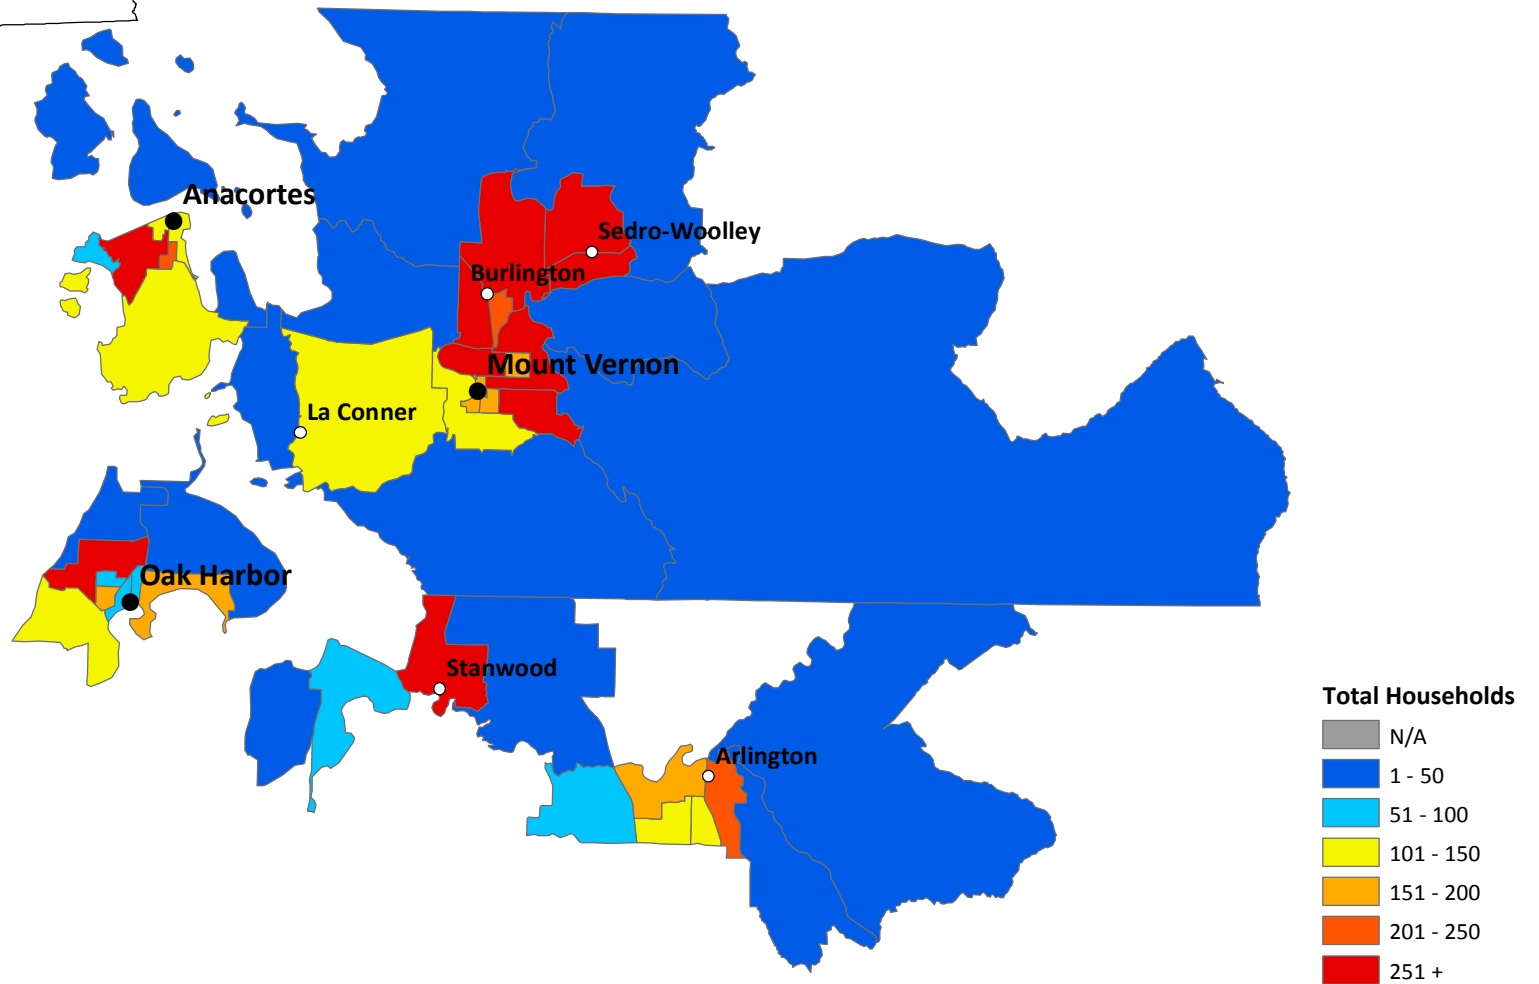 Anacortes
Sedro-Woolley
Burlington
Mount Vernon
La Conner
Oak Harbor
Stanwood
Arlington
Total Households
N/A
1 - 50
51 - 100
101 - 150
151 - 200
201 - 250
251 +